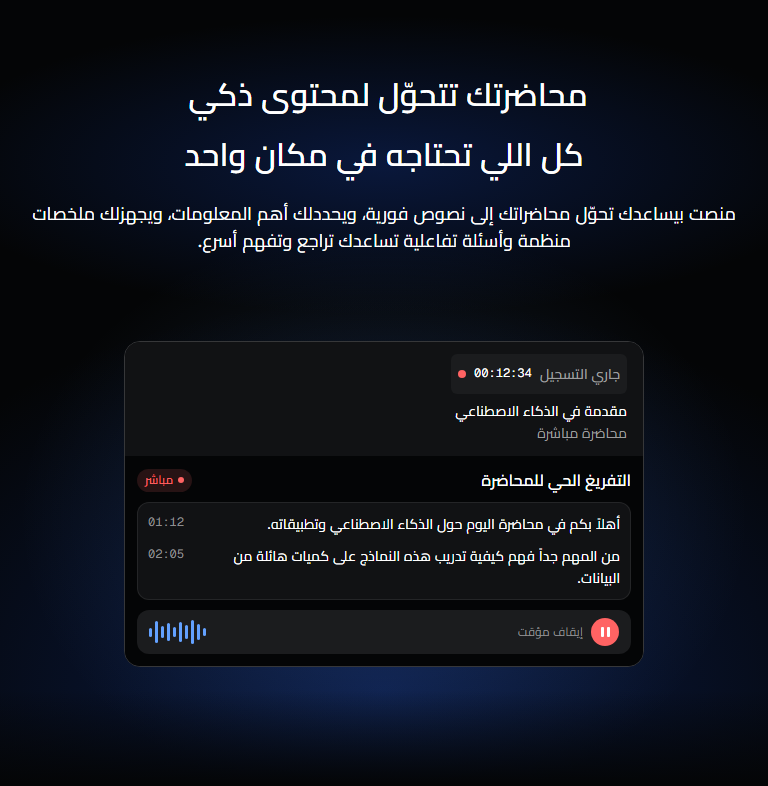 محاضرتك تتحوّل لمحتوى ذكي
كل اللي تحتاجه في مكان واحد
منصت بيساعدك تحوّل محاضراتك إلى نصوص فورية، ويحددلك أهم المعلومات، ويجهزلك ملخصات
منظمة وأسئلة تفاعلية تساعدك تراجع وتفهم أسرع.
جاري التسجيل 00:12:34
مقدمة في الذكاء الاصطناعي
محاضرة مباشرة
التفريغ الحي للمحاضرة
مباشر
أهلاً بكم في محاضرة اليوم حول الذكاء الاصطناعي وتطبيقاته.
01:12
من المهم جداً فهم كيفية تدريب هذه النماذج على كميات هائلة من
البيانات.
02:05
إيقاف مؤقت